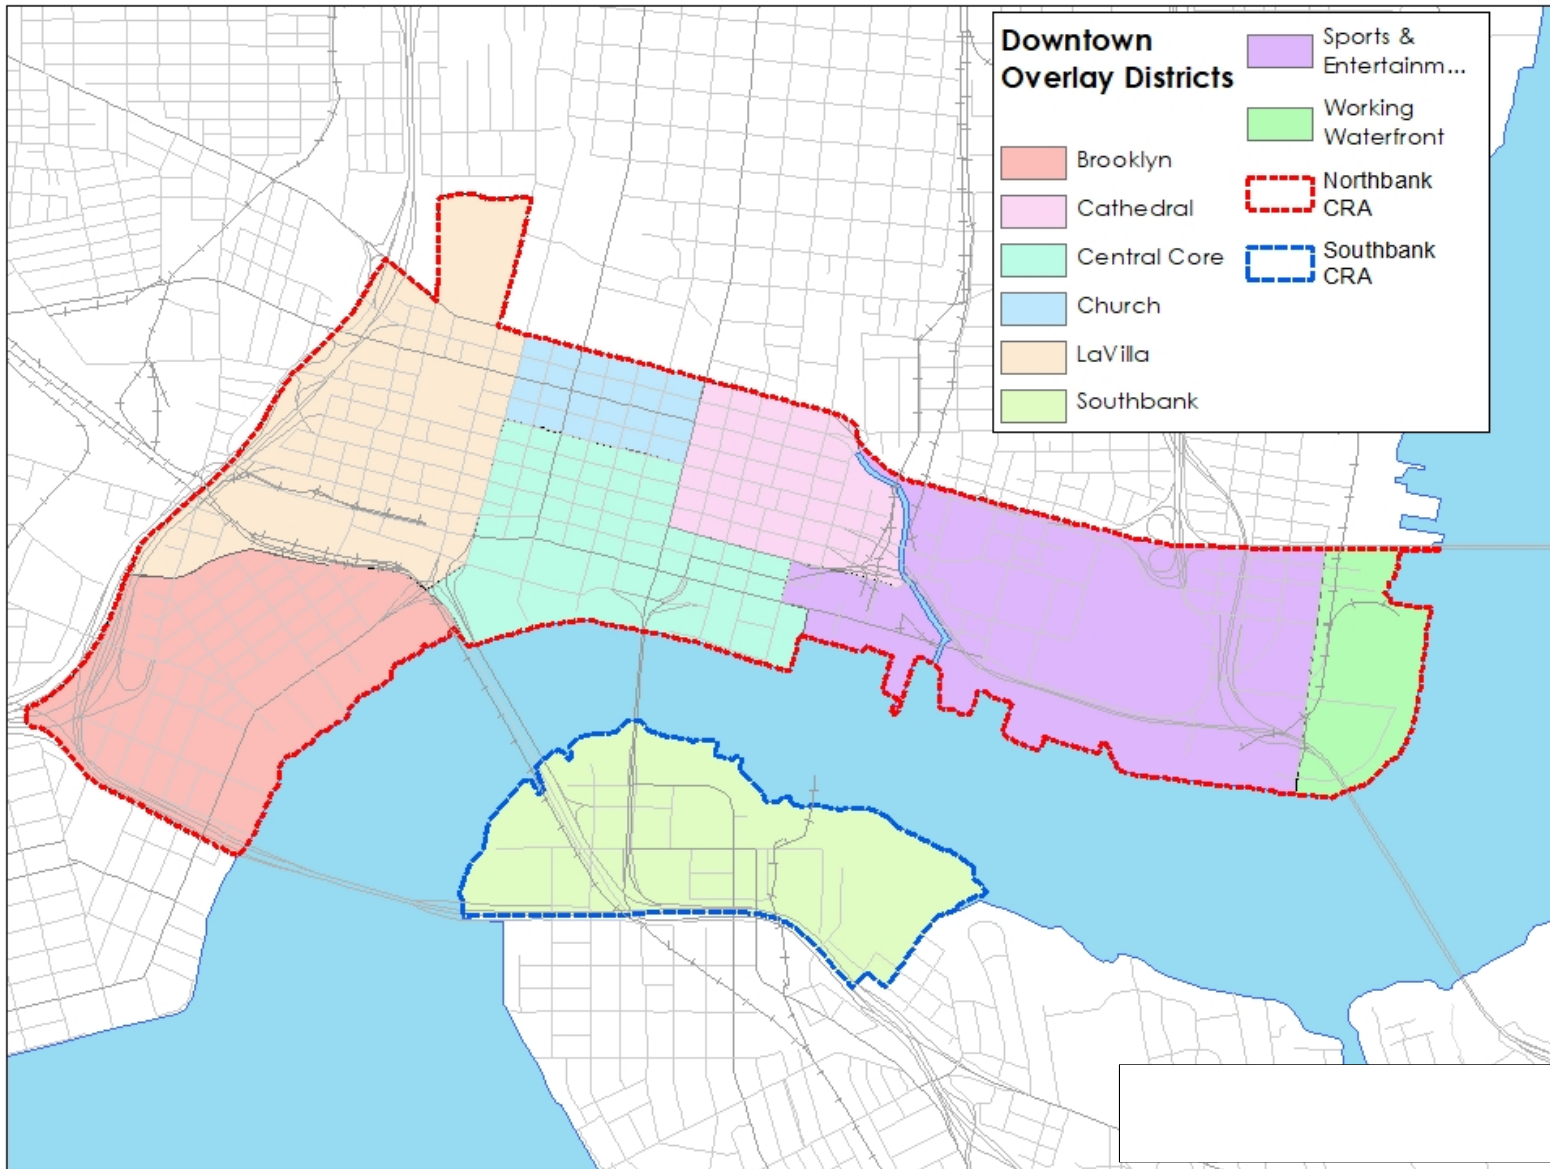 Downtown
Overlay Districts
Brooklyn
Cathedral
Central Core
Church
LaVilla
Southbank
Sports &
Entertainm...
Working
Waterfront
Northbank
CRA
Southbank
CRA